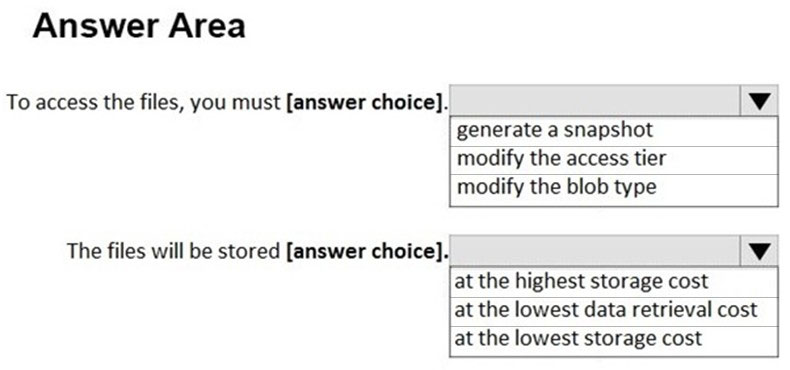 Answer Area
To access the files, you must [answer choice].
generate a snapshot
modify the access tier
modify the blob type
The files will be stored [answer choice].
at the highest storage cost
at the lowest data retrieval cost
at the lowest storage cost